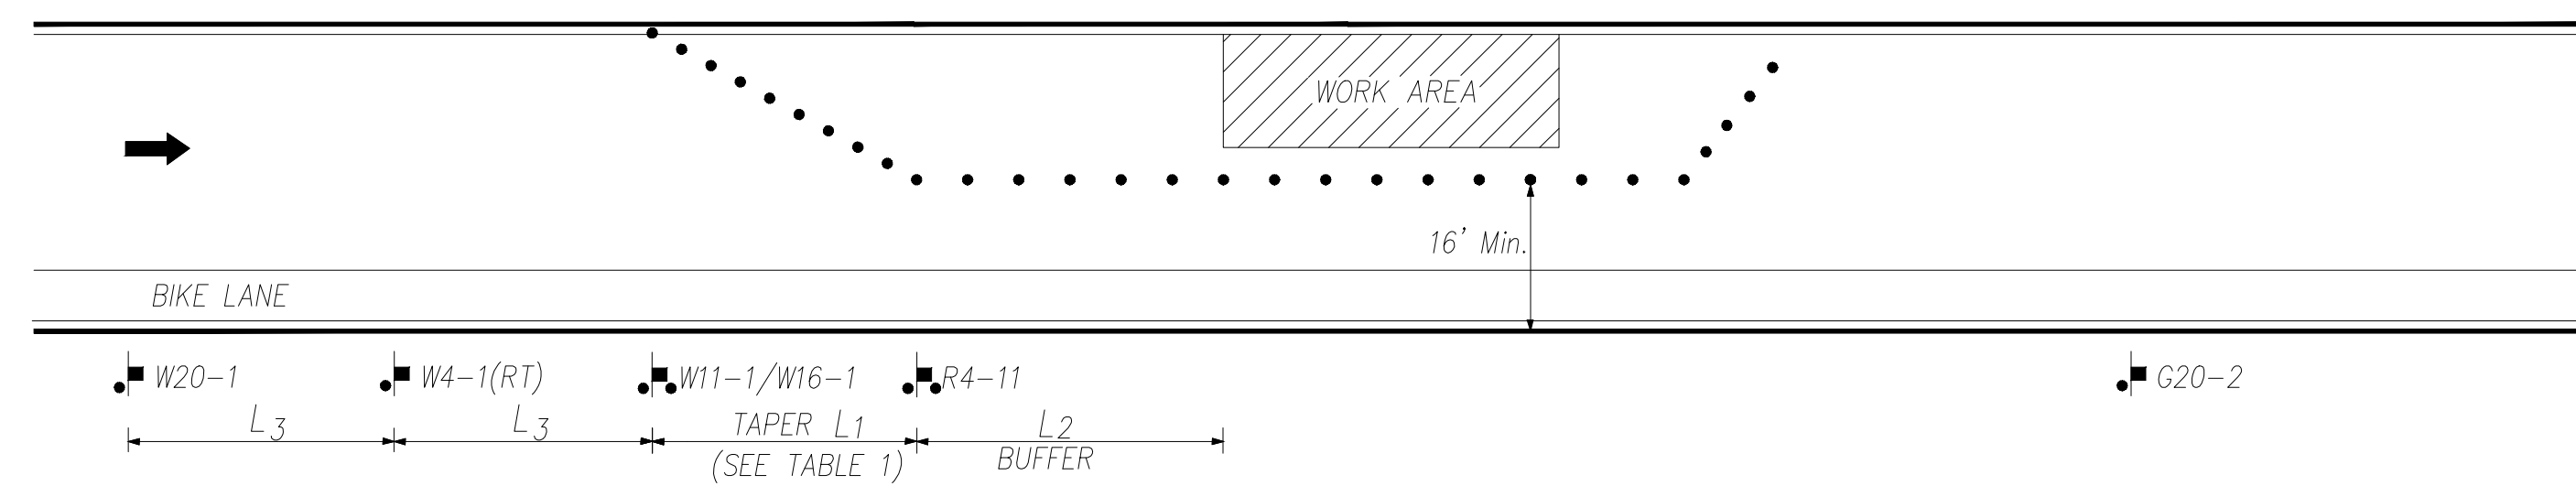 WORK AREA
16' Min.
BIKE LANE
W20-1
W4-1(RT)
W11-1/W16-1
R4-11
G20-2
L3
L3
TAPER L1
(SEE TABLE 1)
L2
BUFFER